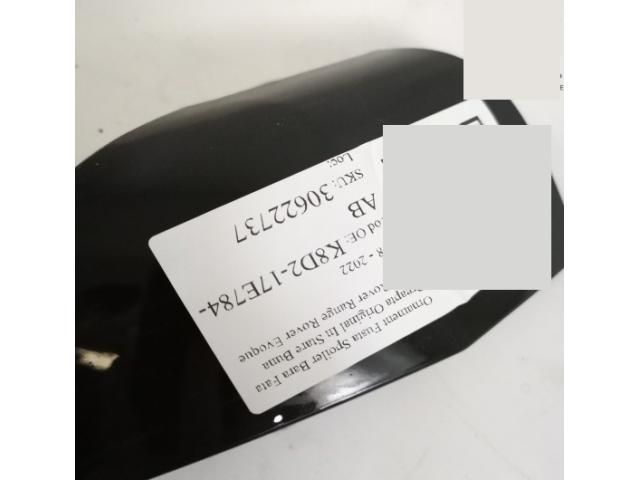 Ornament Fusta Spoiler Bara Fata
Dreapta Original In Stare Buna
Rover Range Rover Evoque
8 - 2022
Cod OE: K8D2-17E784-
AB
SKU: 30622737
Loc: